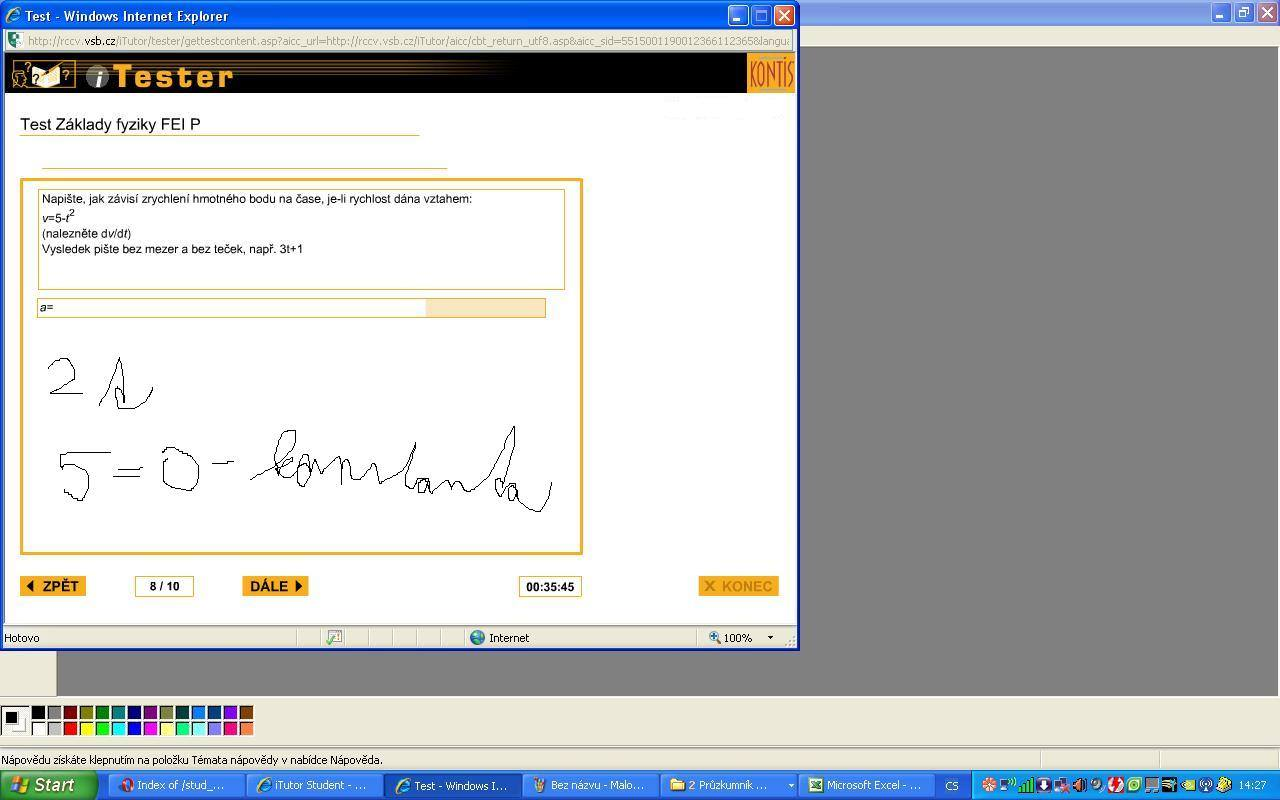 Test - Windows Internet Explorer
http://rccv.vsb.cz/iTutor/tester/gettestcontent.asp?aicc_url=http://rccv.vsb.cz/iTutor/aicc/cbt_return_utf8.asp&aicc_sid=5515001190012366112365&langua
i Tester
KONTIS
Test Základy fyziky FEI P
Napište, jak závisí zrychlení hmotného bodu na čase, je-li rychlost dána vztahem:
v=5-t²
(nalezněte dv/dt)
Vysledek pište bez mezer a bez teček, např. 3t+1
a=
2 t
5 = 0 - konstanta
ZPĚT
8 / 10
DÁLE
00:35:45
X KONEC
Hotovo
Internet
100%
Nápovědu získáte klepnutím na položku Témata nápovědy v nabídce Nápověda.
Start
Index of /stud_...
iTutor Student - ...
Test - Windows I...
Bez názvu - Malo...
2 Průzkumník ...
Microsoft Excel - ...
CS
14:27